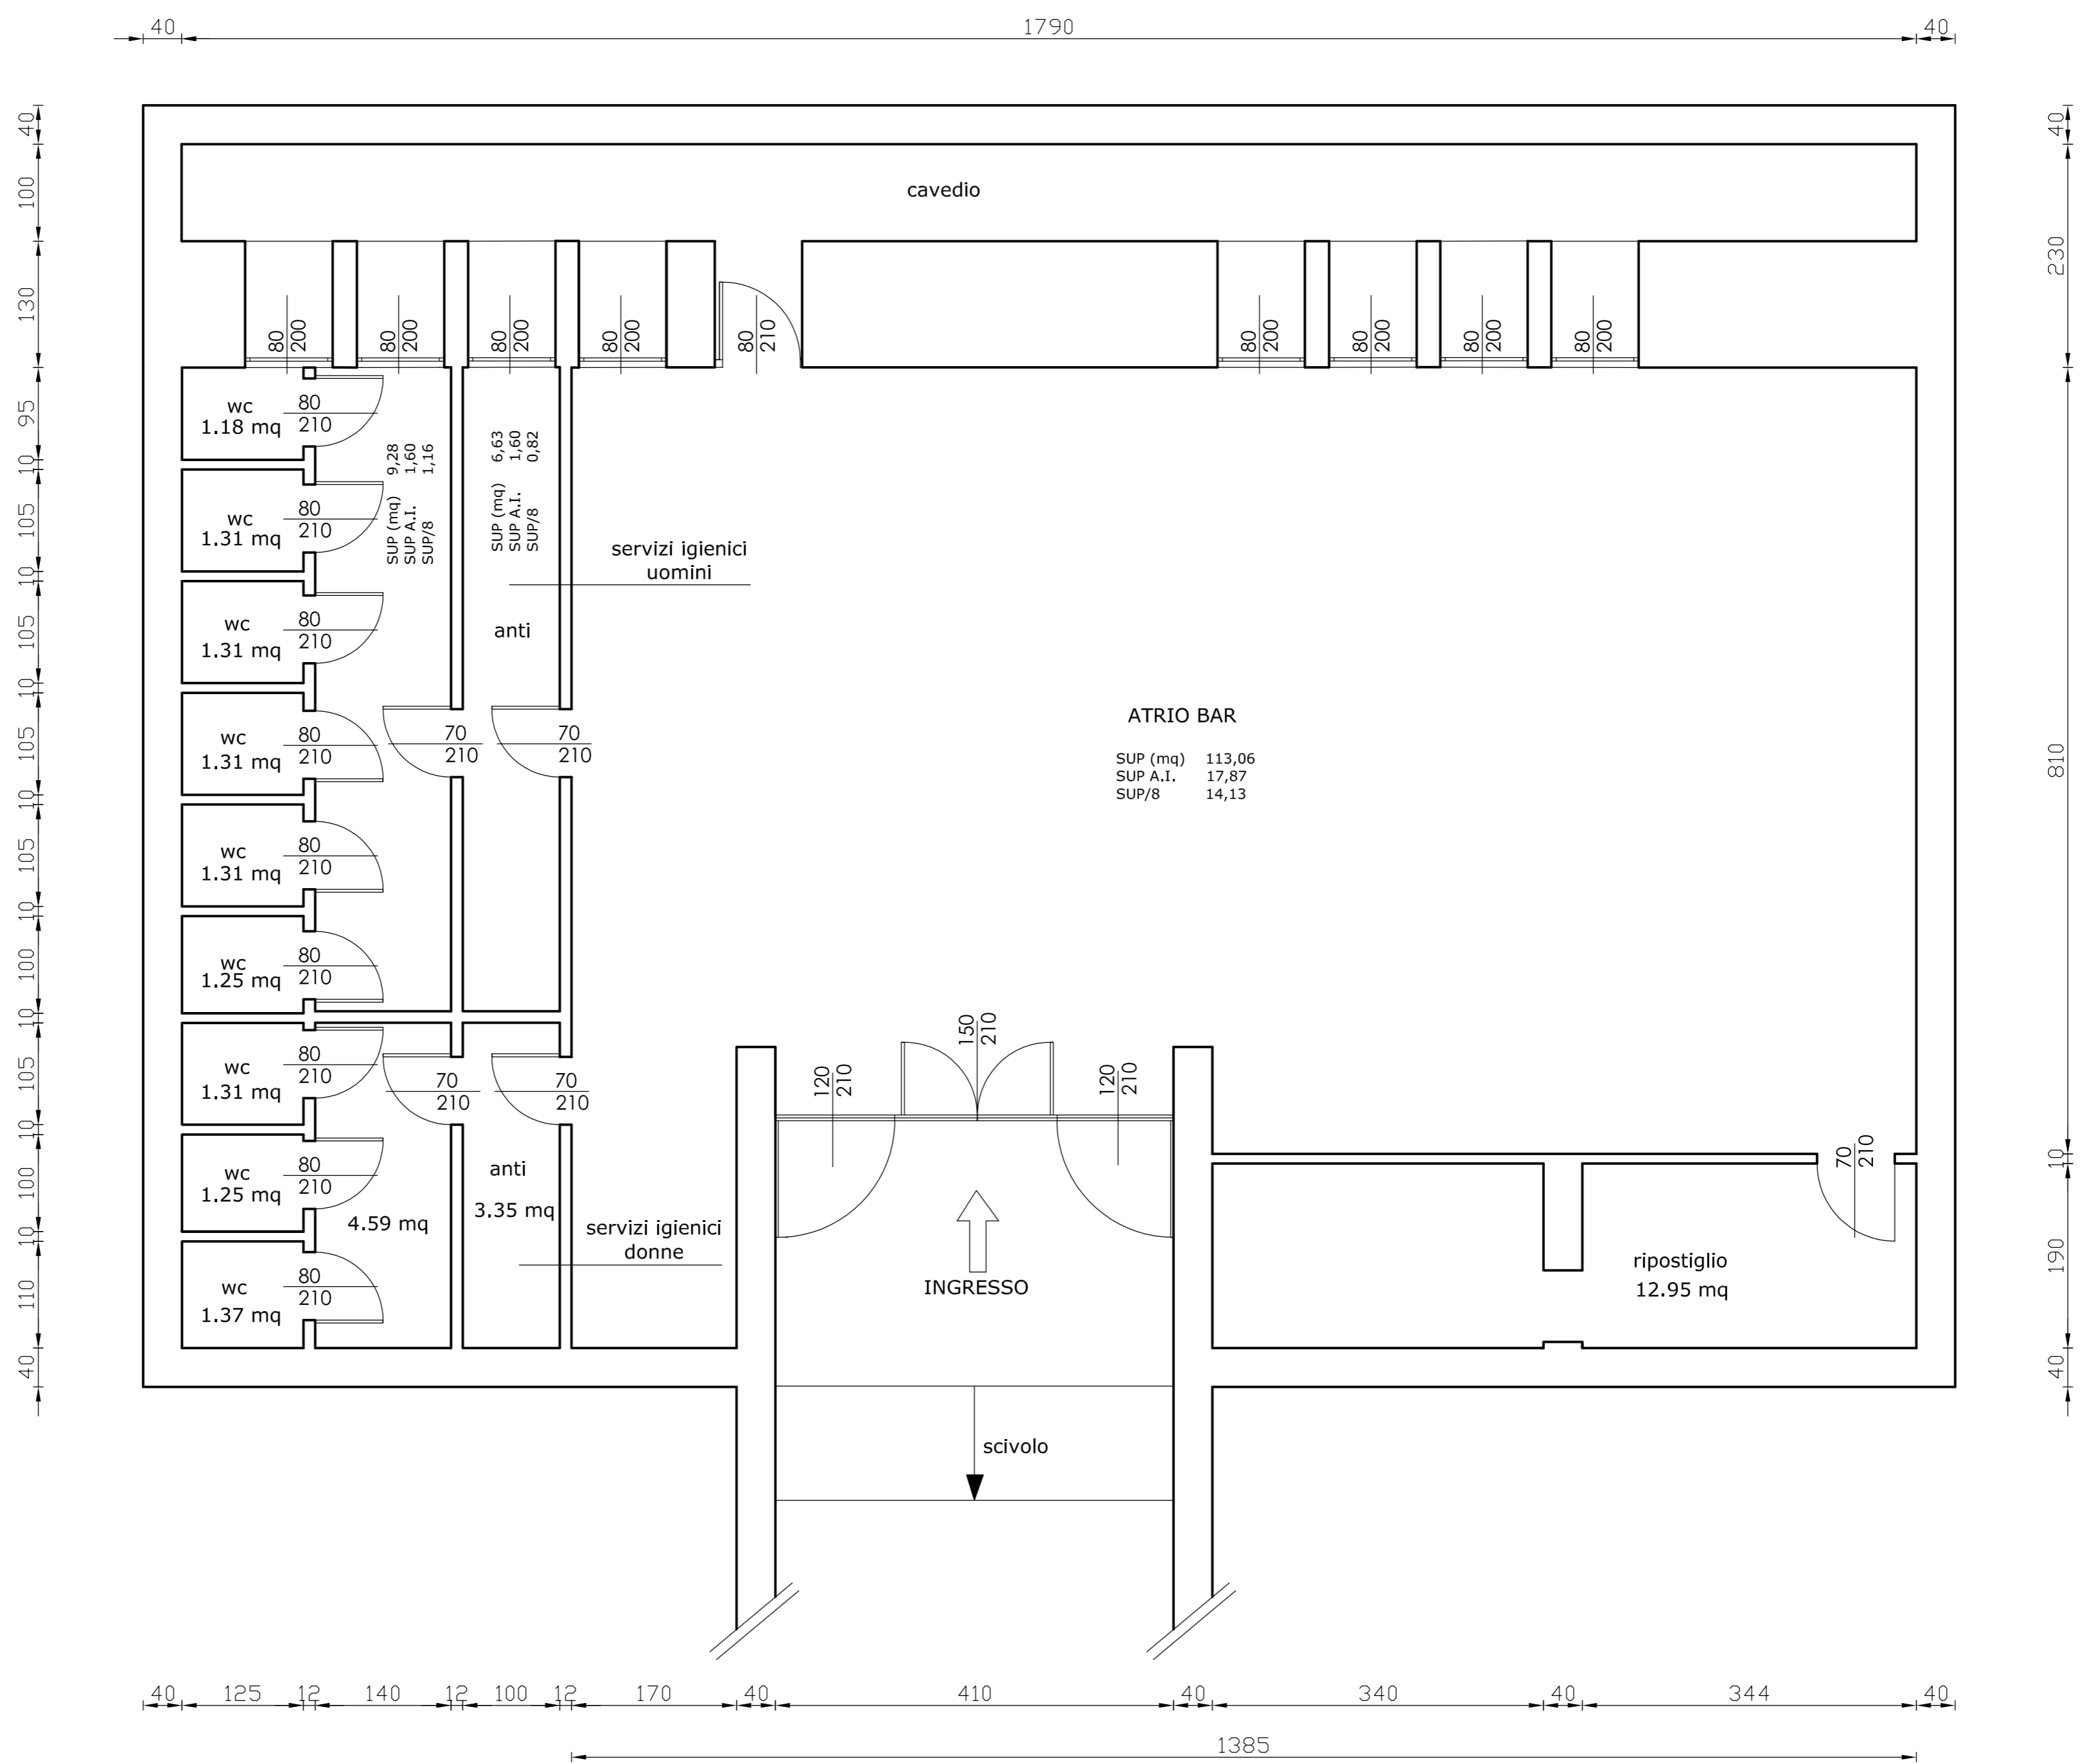 40 1790 40
40
100
130
95
10
105
10
105
10
105
10
105
10
100
10
105
10
100
10
110
40
40
230
810
10
190
40
cavedio
80
200
80
200
80
200
80
200
80
210
80
200
80
200
80
200
80
200
wc
1.18 mq
80
210
wc
1.31 mq
80
210
wc
1.31 mq
80
210
wc
1.31 mq
80
210
wc
1.31 mq
80
210
wc
1.25 mq
80
210
wc
1.31 mq
80
210
wc
1.25 mq
80
210
wc
1.37 mq
80
210
SUP (mq) 9,28
SUP A.I. 1,60
SUP/8 1,16
SUP (mq) 6,63
SUP A.I. 1,60
SUP/8 0,82
servizi igienici
uomini
anti
70
210
70
210
ATRIO BAR
SUP (mq) 113,06
SUP A.I. 17,87
SUP/8 14,13
70
210
70
210
anti
4.59 mq
3.35 mq
servizi igienici
donne
120
210
150
210
120
210
INGRESSO
scivolo
70
210
ripostiglio
12.95 mq
40 125 12 140 12 100 12 170 40 410 40 340 40 344 40
1385